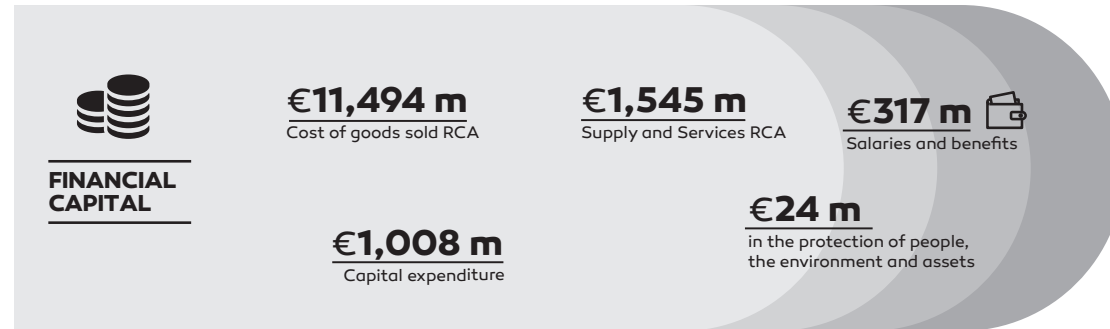 FINANCIAL
CAPITAL
€11,494 m
Cost of goods sold RCA
€1,545 m
Supply and Services RCA
€317 m
Salaries and benefits
€1,008 m
Capital expenditure
€24 m
in the protection of people,
the environment and assets